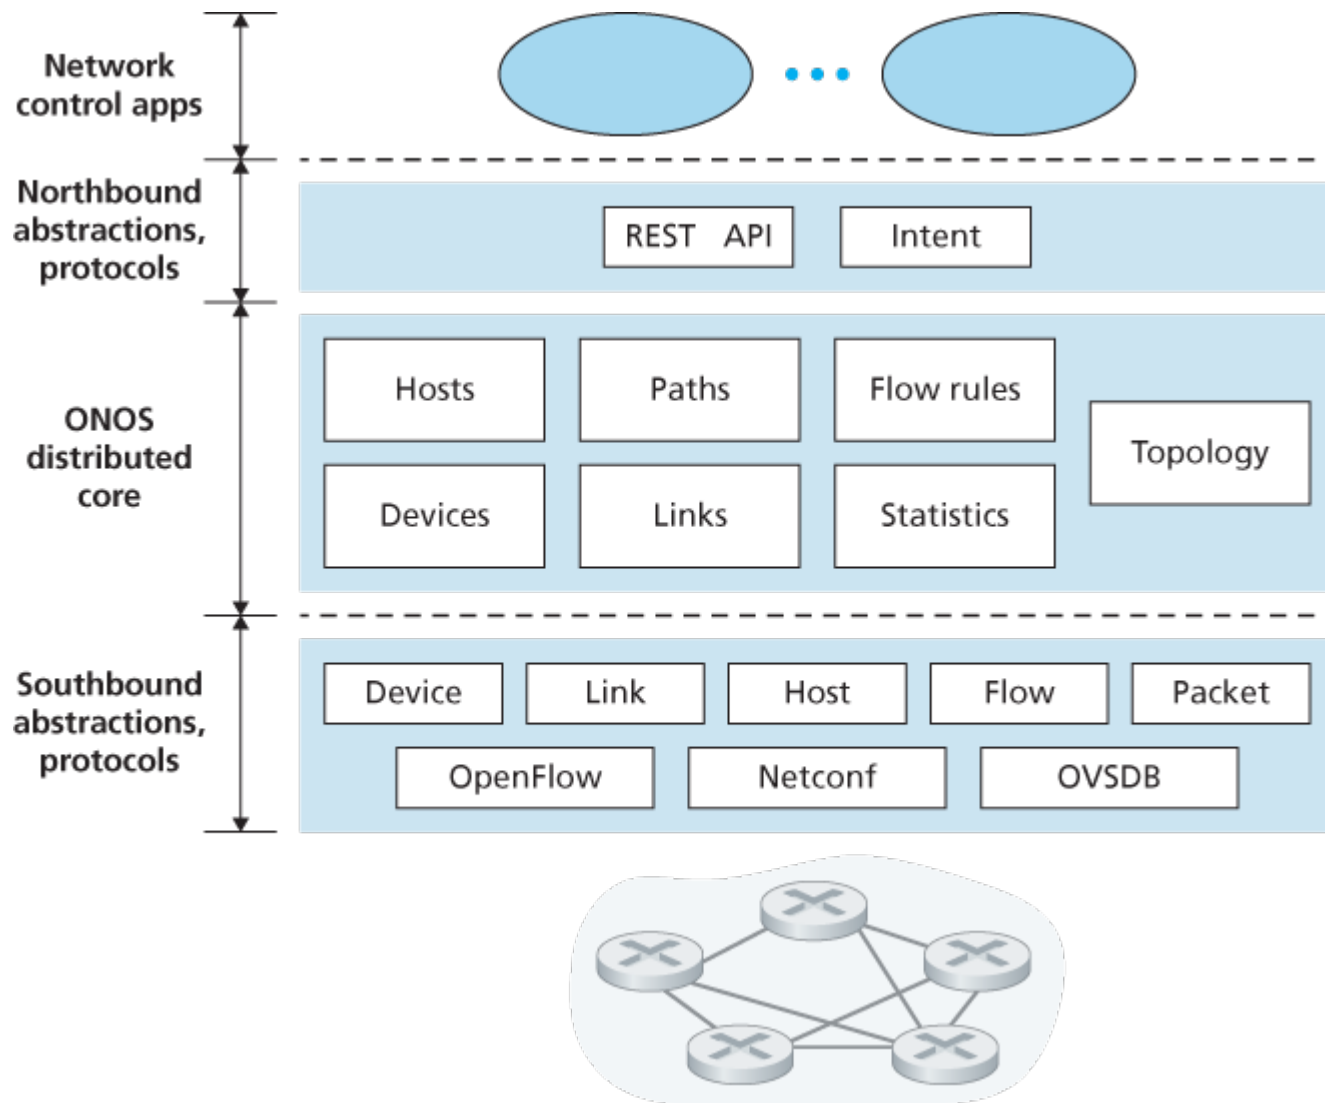 Network
control apps
Northbound
abstractions,
protocols
REST API
Intent
ONOS
distributed
core
Hosts
Paths
Flow rules
Topology
Devices
Links
Statistics
Southbound
abstractions,
protocols
Device
Link
Host
Flow
Packet
OpenFlow
Netconf
OVSDB